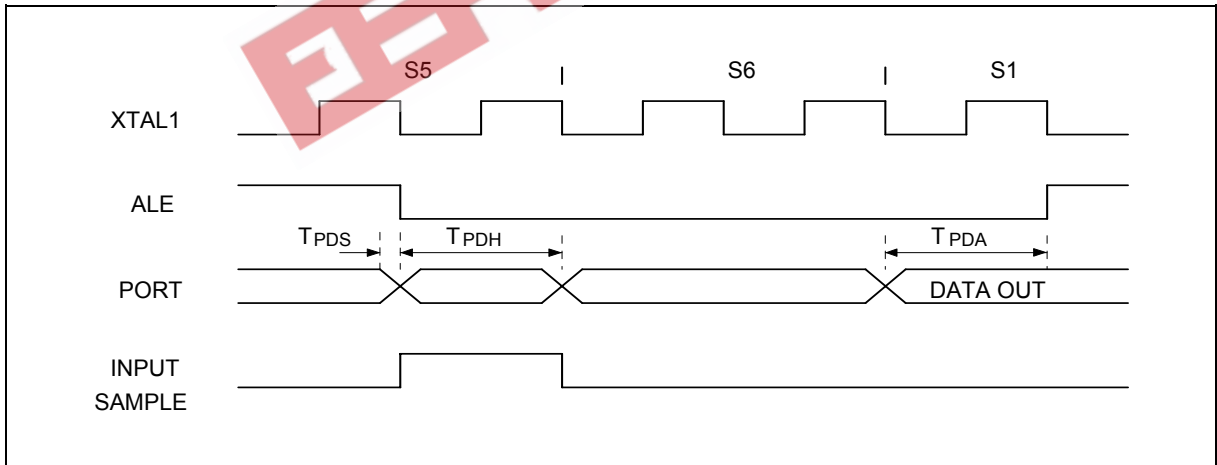 S5 S6 S1
XTAL1
ALE
TPDS TPDH TPDA
PORT DATA OUT
INPUT
SAMPLE